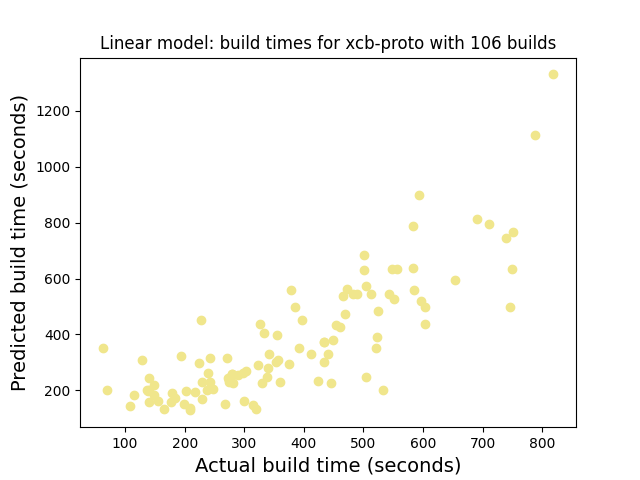 Linear model: build times for xcb-proto with 106 builds
Predicted build time (seconds)
1200
1000
800
600
400
200
100 200 300 400 500 600 700 800
Actual build time (seconds)